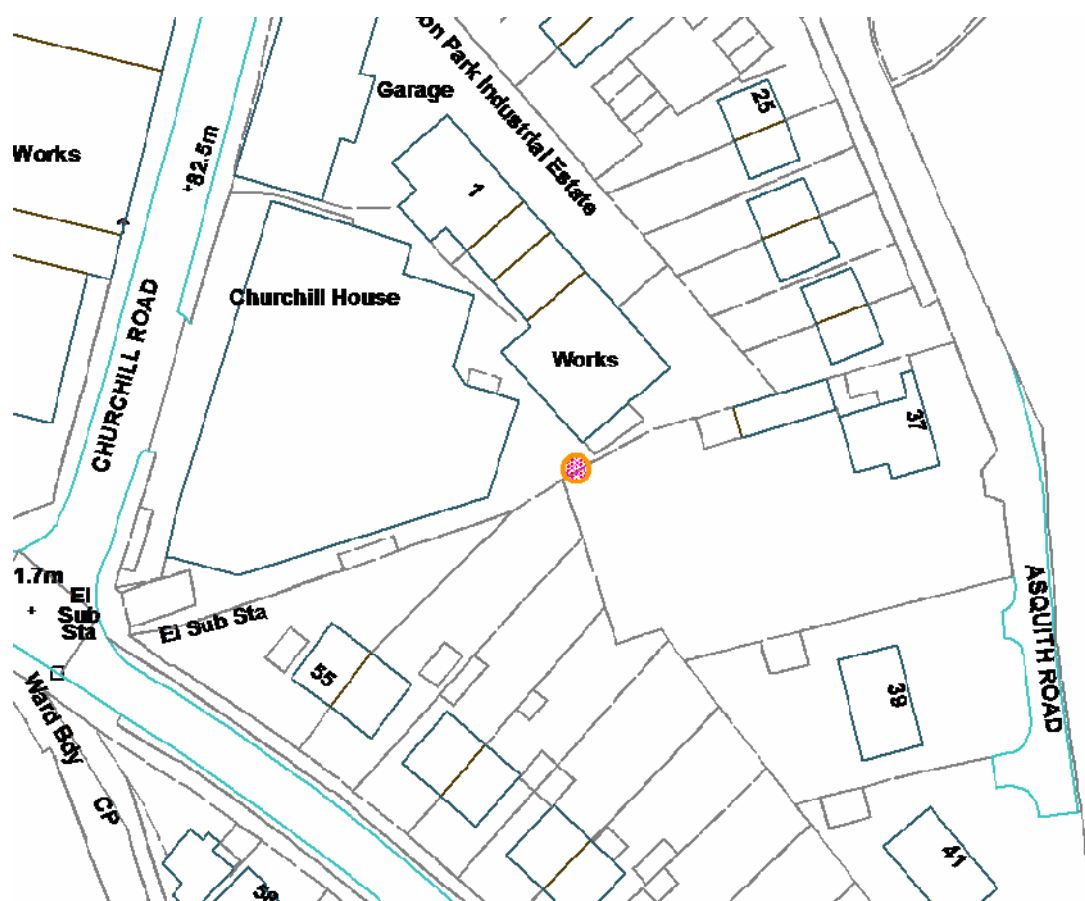 on Park Industrial Estate
Garage
25
Works
82.5m
1
Churchill House
CHURCHILL ROAD
Works
37
1.7m
El
Sub
Sta
El Sub Sta
ASQUITH ROAD
55
39
Ward Bdy
CP
41